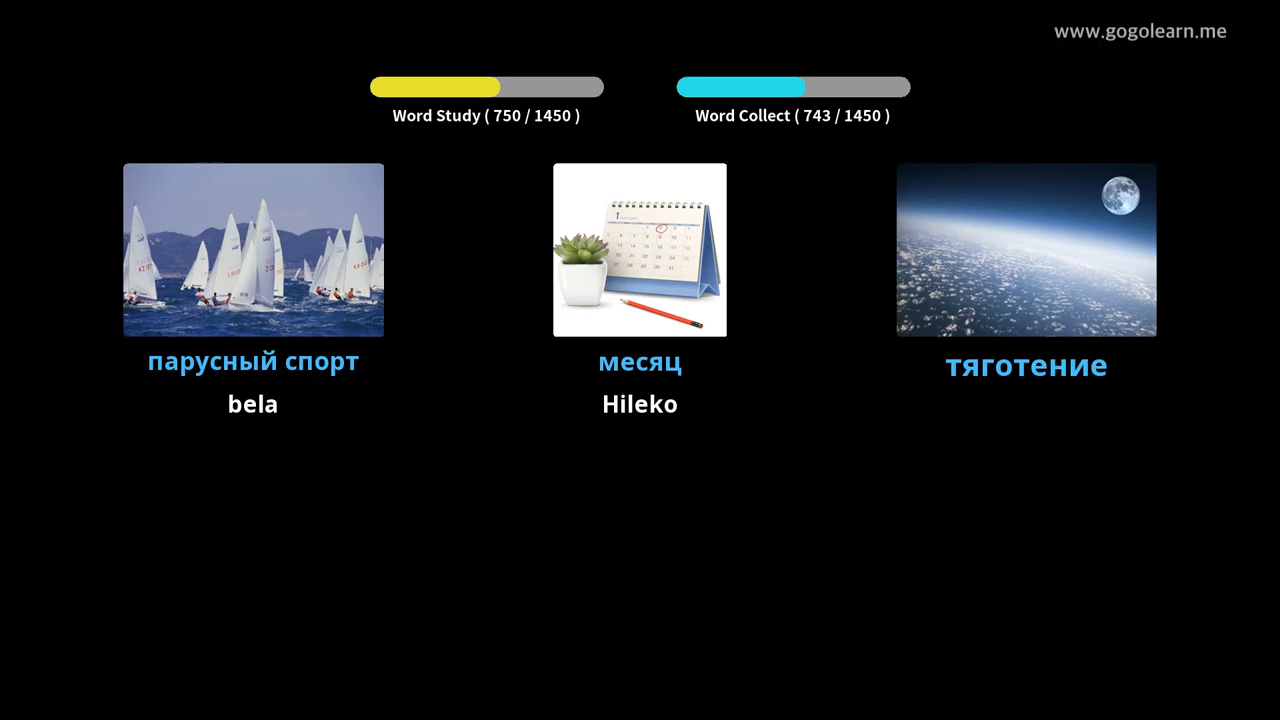 www.gogolearn.me
Word Study ( 750 / 1450 )
Word Collect ( 743 / 1450 )
парусный спорт
месяц
тяготение
bela
Hileko